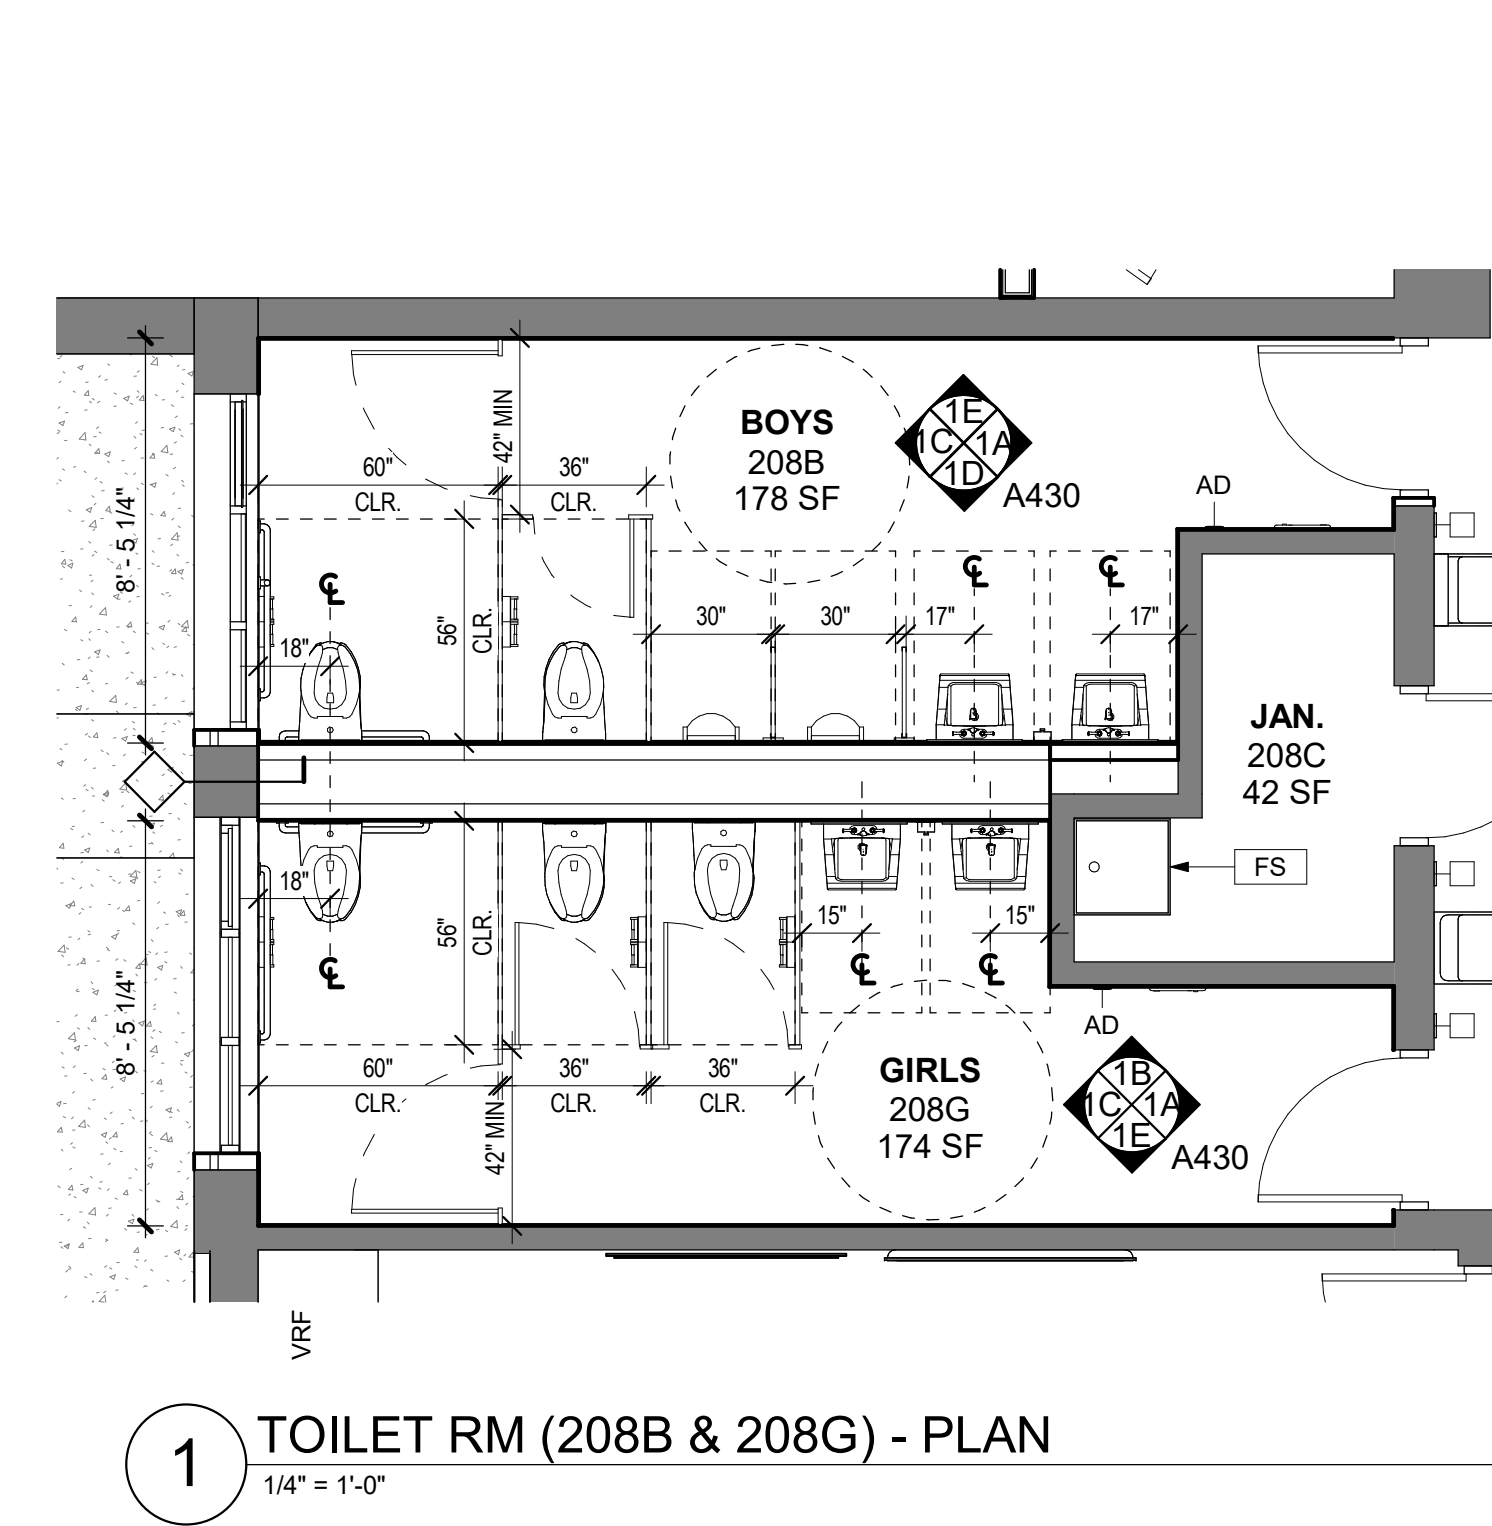 42" MIN
BOYS
208B
178 SF
1E
1C
1A
1D
A430
60"
CLR.
36"
CLR.
AD
8' - 5 1/4"
℄
℄
℄
56"
CLR.
30"
30"
17"
17"
18"
JAN.
208C
42 SF
FS
18"
56"
CLR.
15"
15"
℄
℄
℄
8' - 5 1/4"
AD
60"
CLR.
36"
CLR.
36"
CLR.
42" MIN
GIRLS
208G
174 SF
1B
1C
1A
1E
A430
VRF
1
TOILET RM (208B & 208G) - PLAN
1/4" = 1'-0"